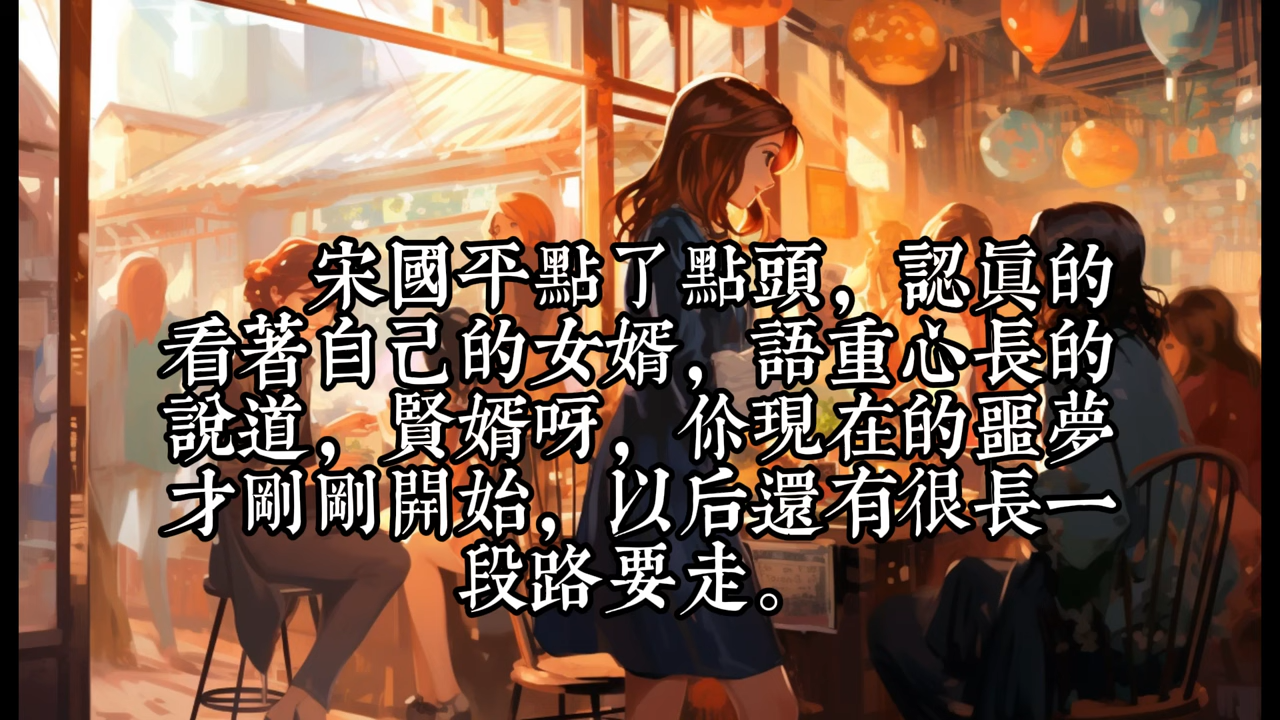 宋國平點了點頭，認眞的
看著自己的女婿，語重心長的
說道，賢婿呀，你現在的噩夢
才剛剛開始，以后還有很長一
段路要走。